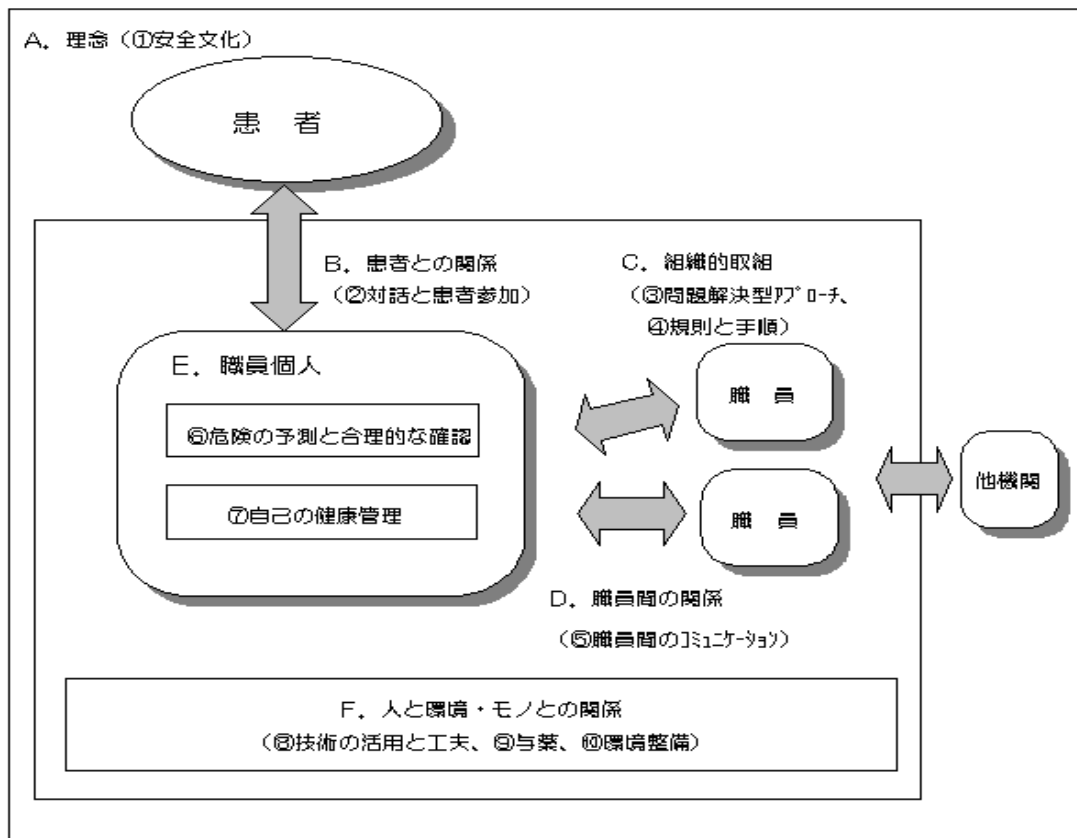 A．理念（①安全文化）
患　者
B．患者との関係
（②対話と患者参加）
C．組織的取組
（③問題解決型ｱﾌﾟﾛｰﾁ、
④規則と手順）
E．職員個人
⑥危険の予測と合理的な確認
⑦自己の健康管理
職　員
職　員
他機関
D．職員間の関係
（⑤職員間のｺﾐｭﾆｹｰｼｮﾝ）
F．人と環境・モノとの関係
（⑧技術の活用と工夫、⑨与薬、⑩環境整備）